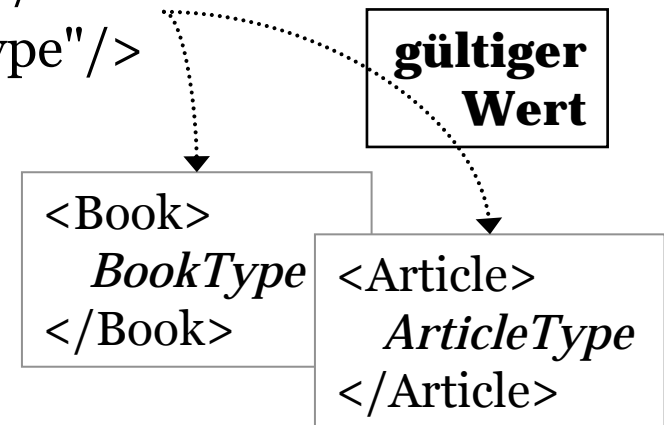 ype"/>
gültiger
Wert
<Book>
BookType
</Book>
<Article>
ArticleType
</Article>